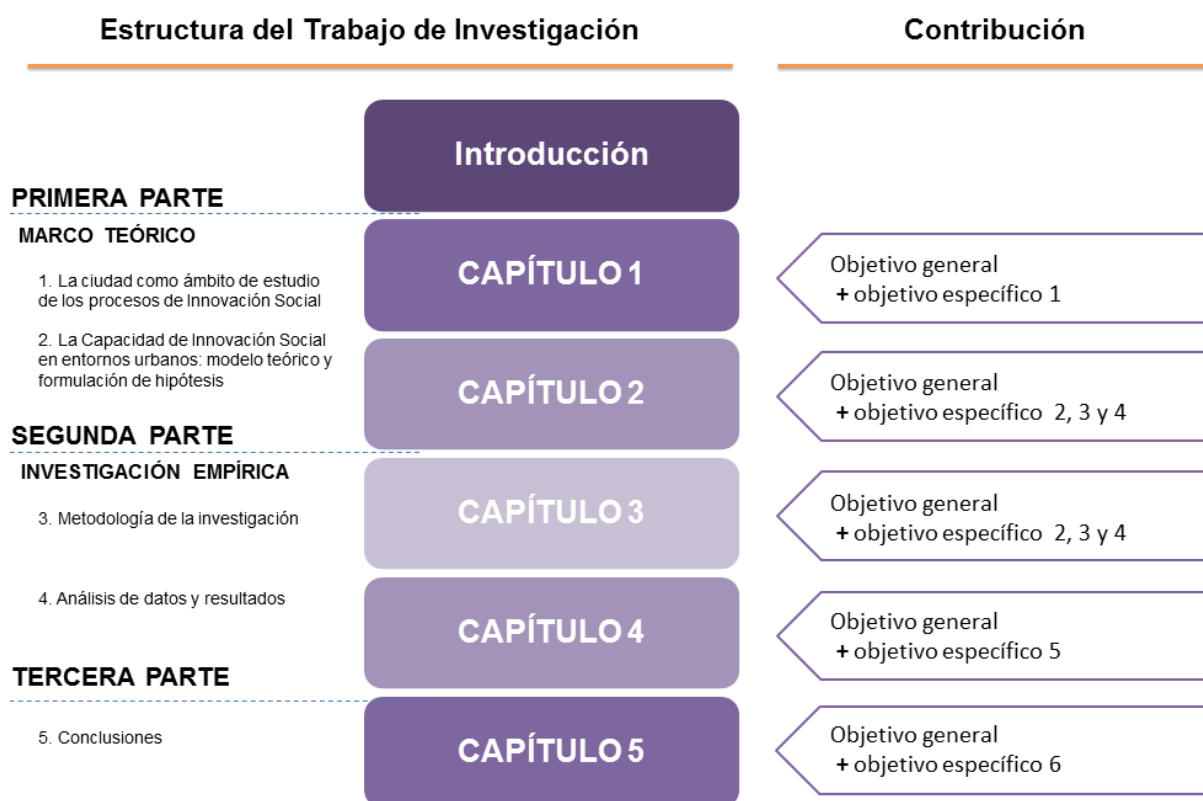 Estructura del Trabajo de Investigación
Contribución
Introducción
PRIMERA PARTE
MARCO TEÓRICO
1. La ciudad como ámbito de estudio
de los procesos de Innovación Social
2. La Capacidad de Innovación Social
en entornos urbanos: modelo teórico y
formulación de hipótesis
CAPÍTULO 1
Objetivo general
+ objetivo específico 1
CAPÍTULO 2
Objetivo general
+ objetivo específico 2, 3 y 4
SEGUNDA PARTE
INVESTIGACIÓN EMPÍRICA
3. Metodología de la investigación
CAPÍTULO 3
Objetivo general
+ objetivo específico 2, 3 y 4
4. Análisis de datos y resultados
CAPÍTULO 4
Objetivo general
+ objetivo específico 5
TERCERA PARTE
5. Conclusiones
CAPÍTULO 5
Objetivo general
+ objetivo específico 6